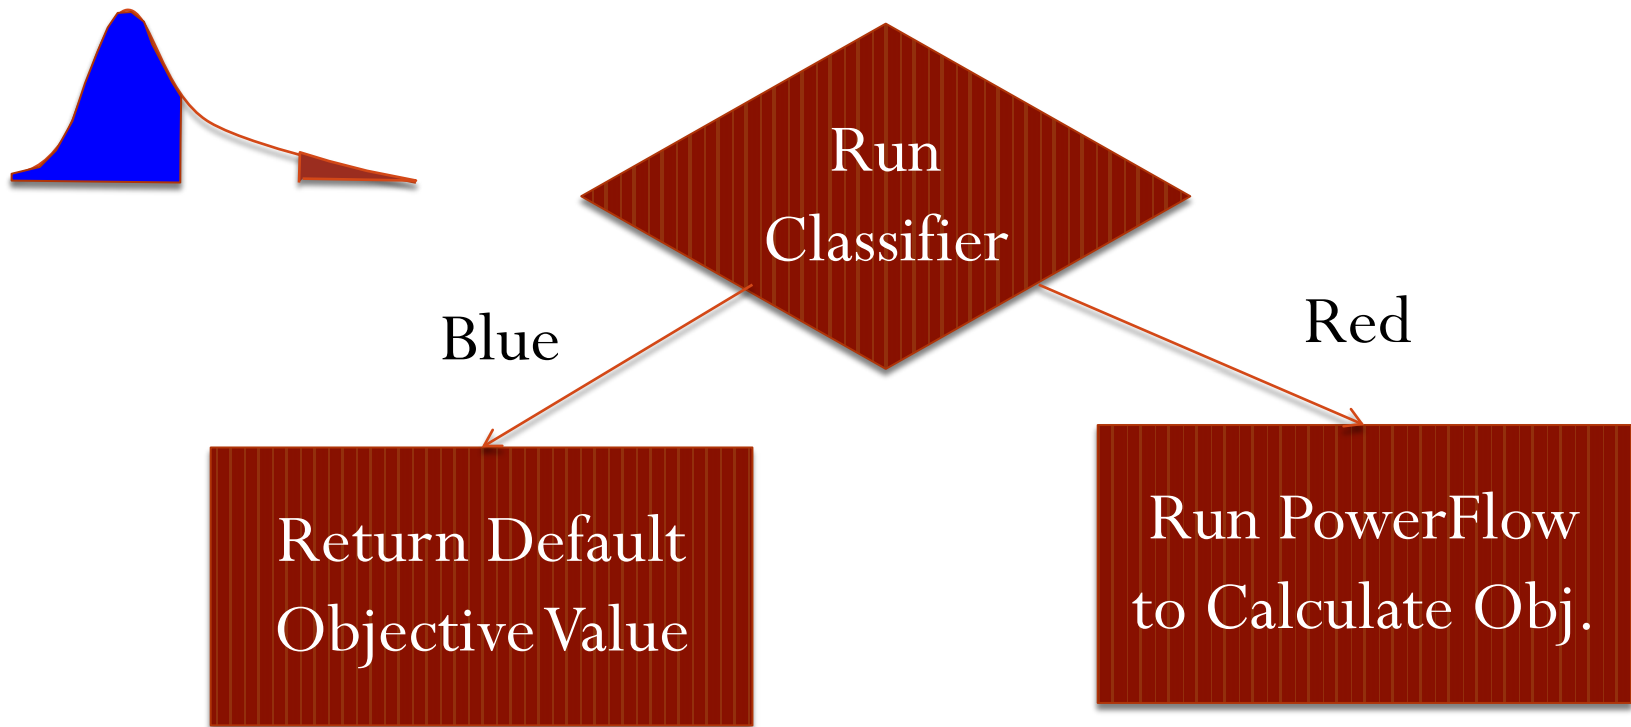 Run
Classifier
Blue
Red
Return Default
Objective Value
Run PowerFlow
to Calculate Obj.